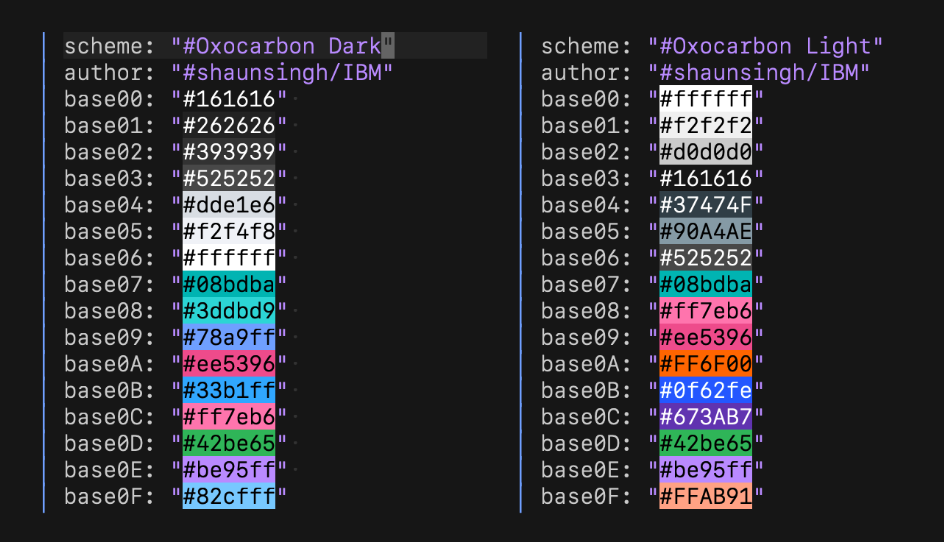 scheme: "#Oxocarbon Dark"
author: "#shaunsingh/IBM"
base00: "#161616"
base01: "#262626"
base02: "#393939"
base03: "#525252"
base04: "#dde1e6"
base05: "#f2f4f8"
base06: "#ffffff"
base07: "#08bdba"
base08: "#3ddbd9"
base09: "#78a9ff"
base0A: "#ee5396"
base0B: "#33b1ff"
base0C: "#ff7eb6"
base0D: "#42be65"
base0E: "#be95ff"
base0F: "#82cfff"
scheme: "#Oxocarbon Light"
author: "#shaunsingh/IBM"
base00: "#ffffff"
base01: "#f2f2f2"
base02: "#d0d0d0"
base03: "#161616"
base04: "#37474F"
base05: "#90A4AE"
base06: "#525252"
base07: "#08bdba"
base08: "#ff7eb6"
base09: "#ee5396"
base0A: "#FF6F00"
base0B: "#0f62fe"
base0C: "#673AB7"
base0D: "#42be65"
base0E: "#be95ff"
base0F: "#FFAB91"